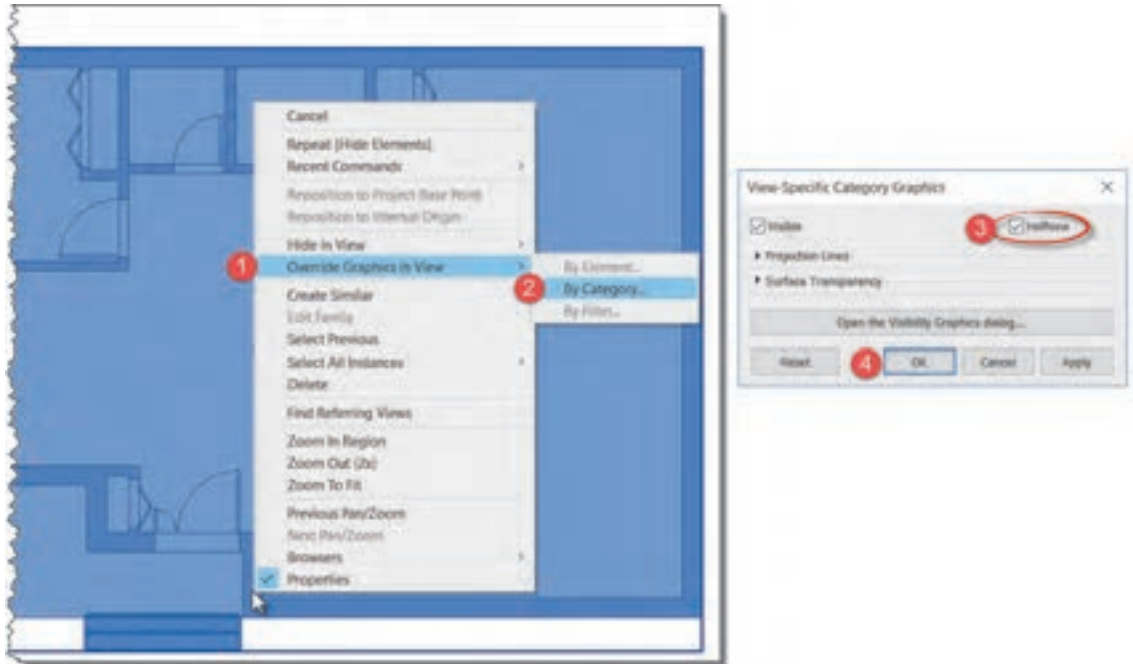 Cancel
Repeat [Hide Elements]
Recent Commands
Reposition to Project Base Point
Reposition to Internal Origin
Hide in View
1
Override Graphics in View
Create Similar
Edit Family
Select Previous
Select All Instances
Delete
Find Referring Views
Zoom In Region
Zoom Out (2x)
Zoom To Fit
Previous Pan/Zoom
Next Pan/Zoom
Browsers
Properties
By Element...
2
By Category...
By Filter...
View-Specific Category Graphics
Visible
3
Halftone
Projection Lines
Surface Transparency
Open the Visibility Graphics dialog...
Reset
4
OK
Cancel
Apply